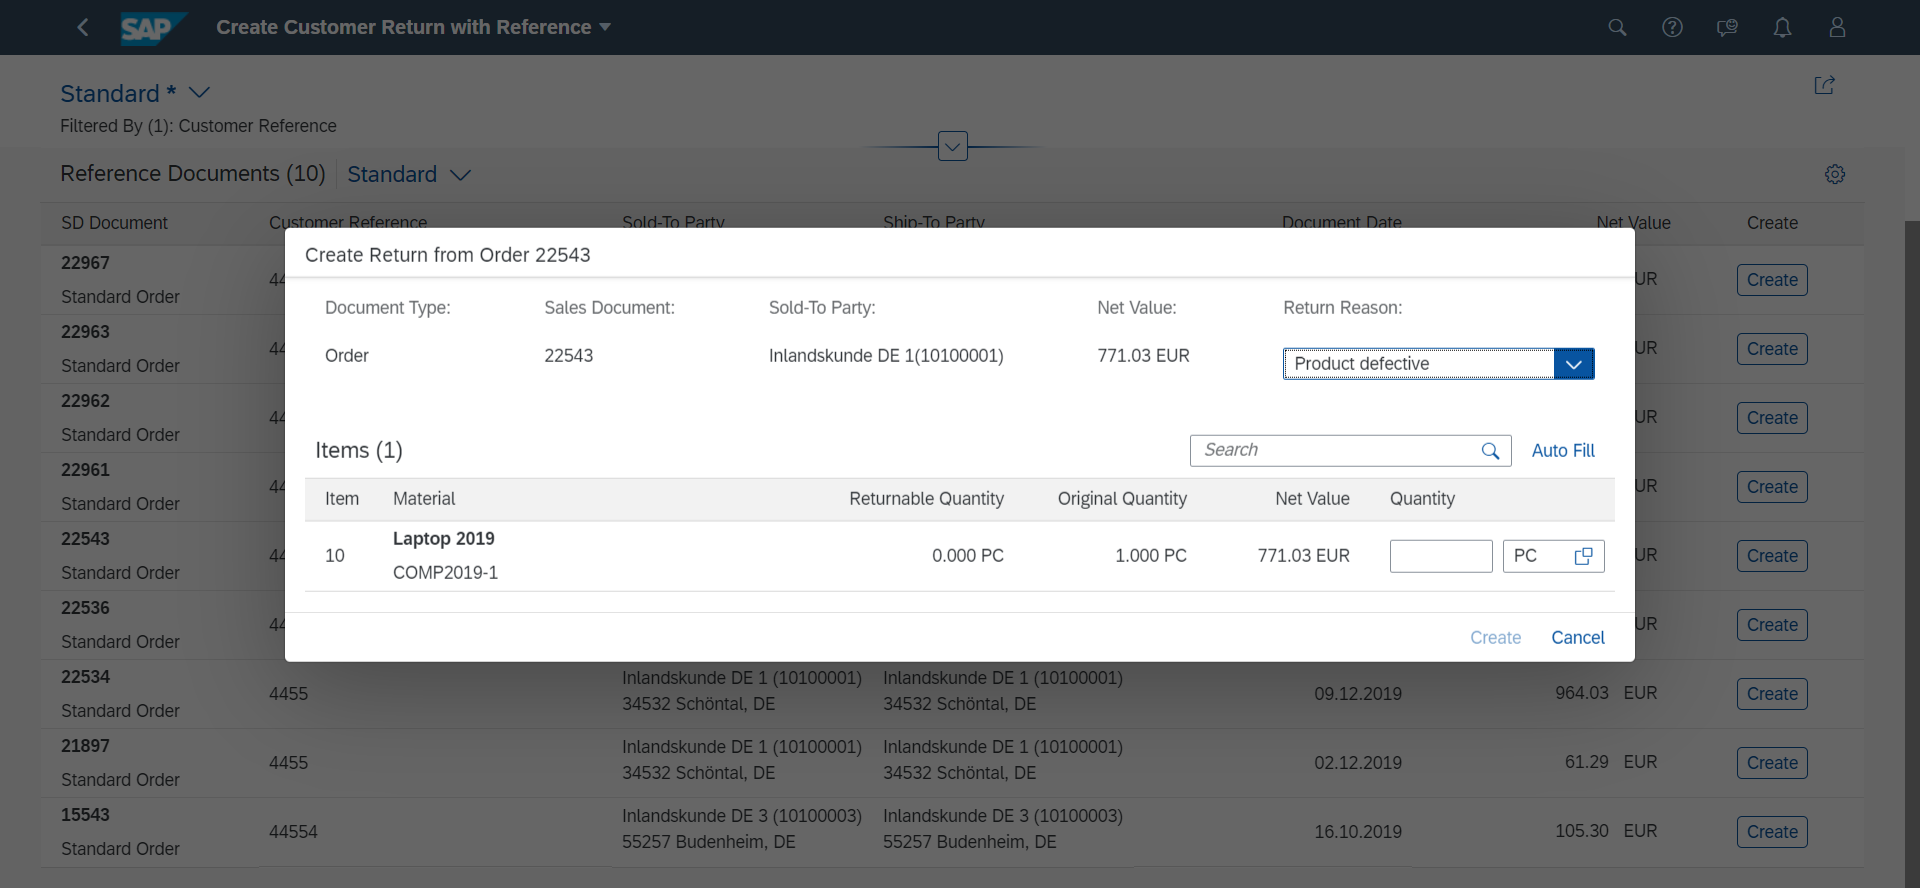 SAP Create Customer Return with Reference
Standard *
Filtered By (1): Customer Reference
Reference Documents (10) Standard
SD Document Customer Reference Sold-To Party Ship-To Party Document Date Net Value Create
22967
Standard Order
44 UR Create
22963
Standard Order
44 UR Create
22962
Standard Order
44 UR Create
22961
Standard Order
44 UR Create
22543
Standard Order
44 UR Create
22536
Standard Order
44 UR Create
Create Return from Order 22543
Document Type: Sales Document: Sold-To Party: Net Value: Return Reason:
Order 22543 Inlandskunde DE 1(10100001) 771.03 EUR Product defective
Items (1) Search Auto Fill
Item Material Returnable Quantity Original Quantity Net Value Quantity
10 Laptop 2019 0.000 PC 1.000 PC 771.03 EUR PC
COMP2019-1
Create Cancel
22534 Inlandskunde DE 1 (10100001) Inlandskunde DE 1 (10100001)
4455 09.12.2019 964.03 EUR Create
Standard Order 34532 Schöntal, DE 34532 Schöntal, DE
21897 Inlandskunde DE 1 (10100001) Inlandskunde DE 1 (10100001)
4455 02.12.2019 61.29 EUR Create
Standard Order 34532 Schöntal, DE 34532 Schöntal, DE
15543 Inlandskunde DE 3 (10100003) Inlandskunde DE 3 (10100003)
44554 16.10.2019 105.30 EUR Create
Standard Order 55257 Budenheim, DE 55257 Budenheim, DE